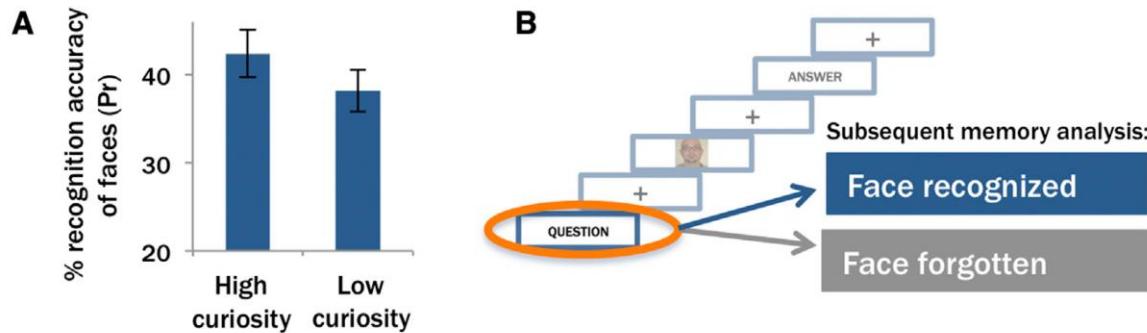 A
% recognition accuracy
of faces (Pr)
40
30
20
High
curiosity
Low
curiosity
B
+
ANSWER
+
+
QUESTION
Subsequent memory analysis:
Face recognized
Face forgotten